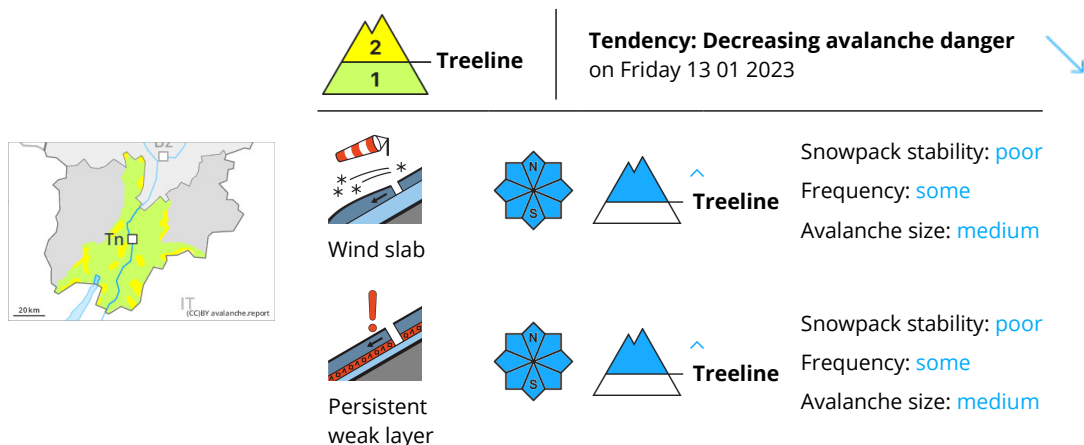 2
1
Treeline
Tendency: Decreasing avalanche danger
on Friday 13 01 2023
BZ
Tn
IT
20 km
(CC)BY avalanche.report
N
S
Wind slab
Treeline
Snowpack stability: poor
Frequency: some
Avalanche size: medium
N
S
Persistent
weak layer
Treeline
Snowpack stability: poor
Frequency: some
Avalanche size: medium